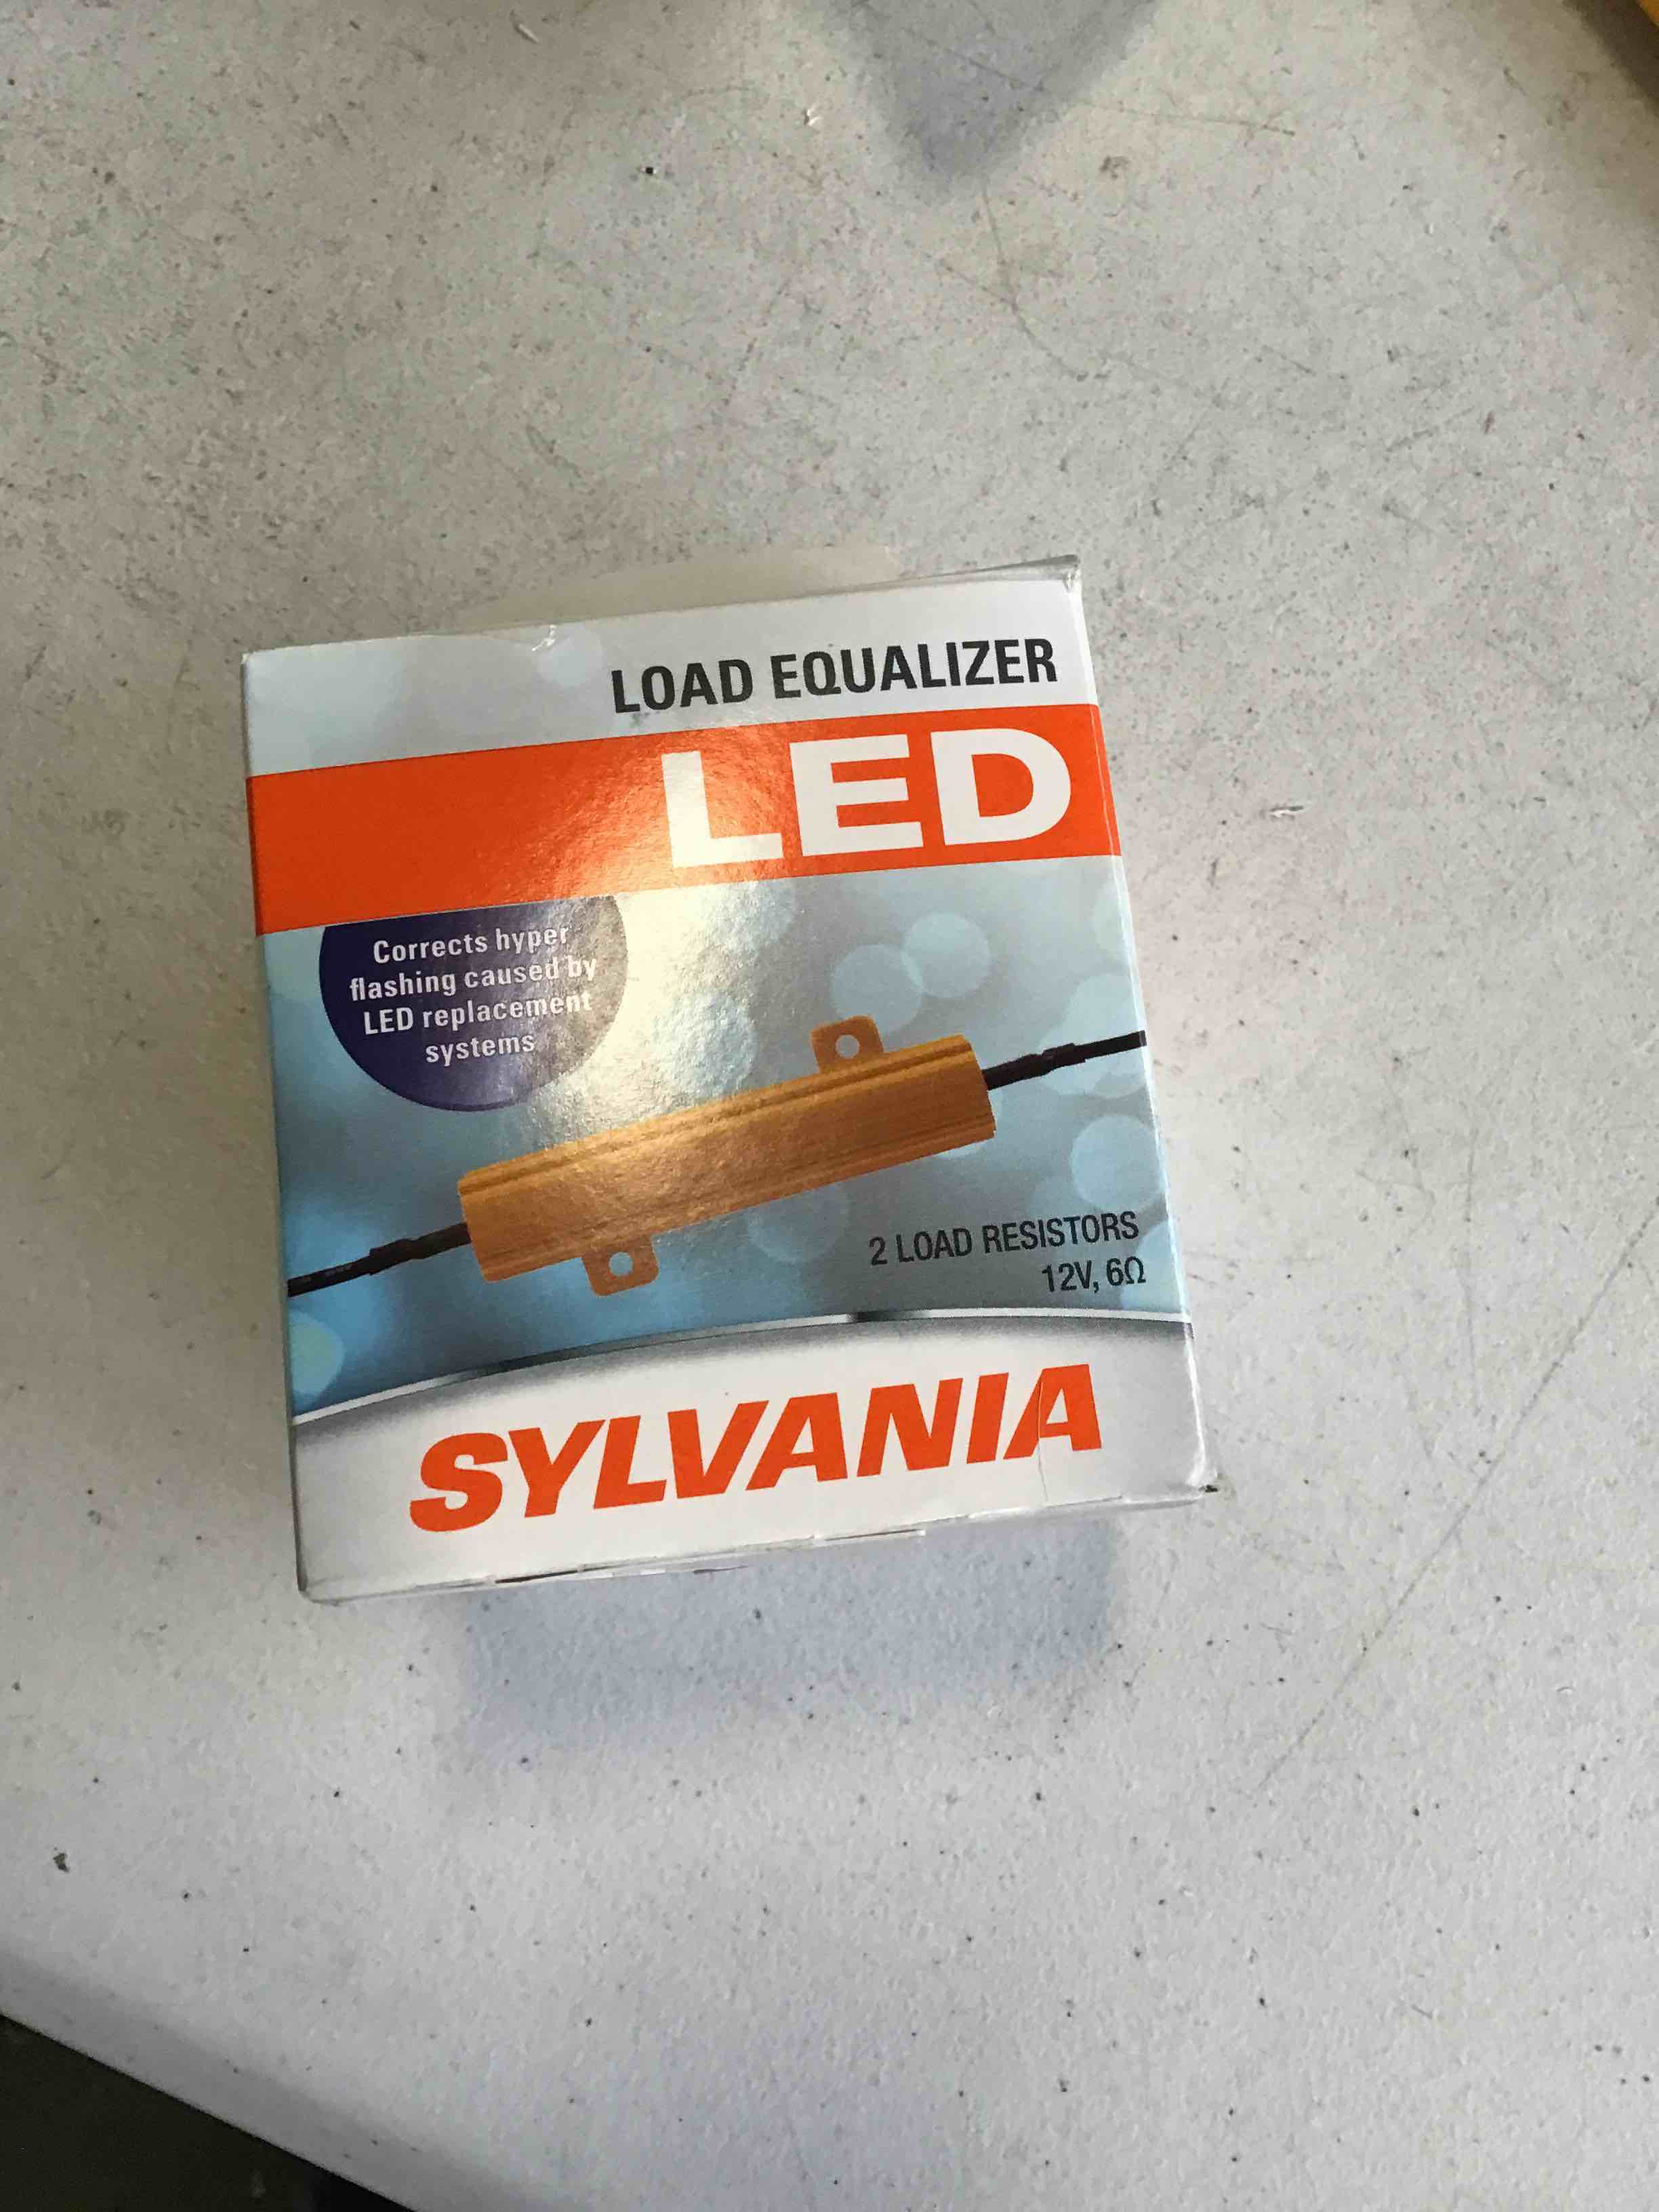 LOAD EQUALIZER
LED
Corrects hyper
flashing caused by
LED replacement
systems
2 LOAD RESISTORS
12V, 6Ω
SYLVANIA